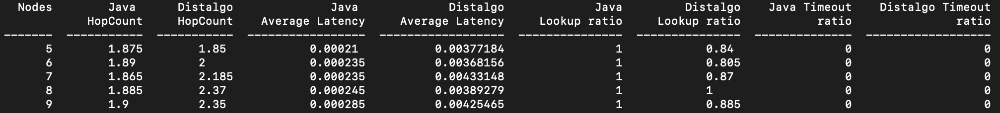 Nodes Java Distalgo Java Distalgo Java Distalgo Java Timeout Distalgo Timeout
HopCount HopCount Average Latency Average Latency Lookup ratio Lookup ratio ratio ratio
5 1.875 1.85 0.00021 0.00377184 1 0.84 0 0
6 1.89 2 0.000235 0.00368156 1 0.805 0 0
7 1.865 2.185 0.000235 0.00433148 1 0.87 0 0
8 1.885 2.37 0.000245 0.00389279 1 1 0 0
9 1.9 2.35 0.000285 0.00425465 1 0.885 0 0